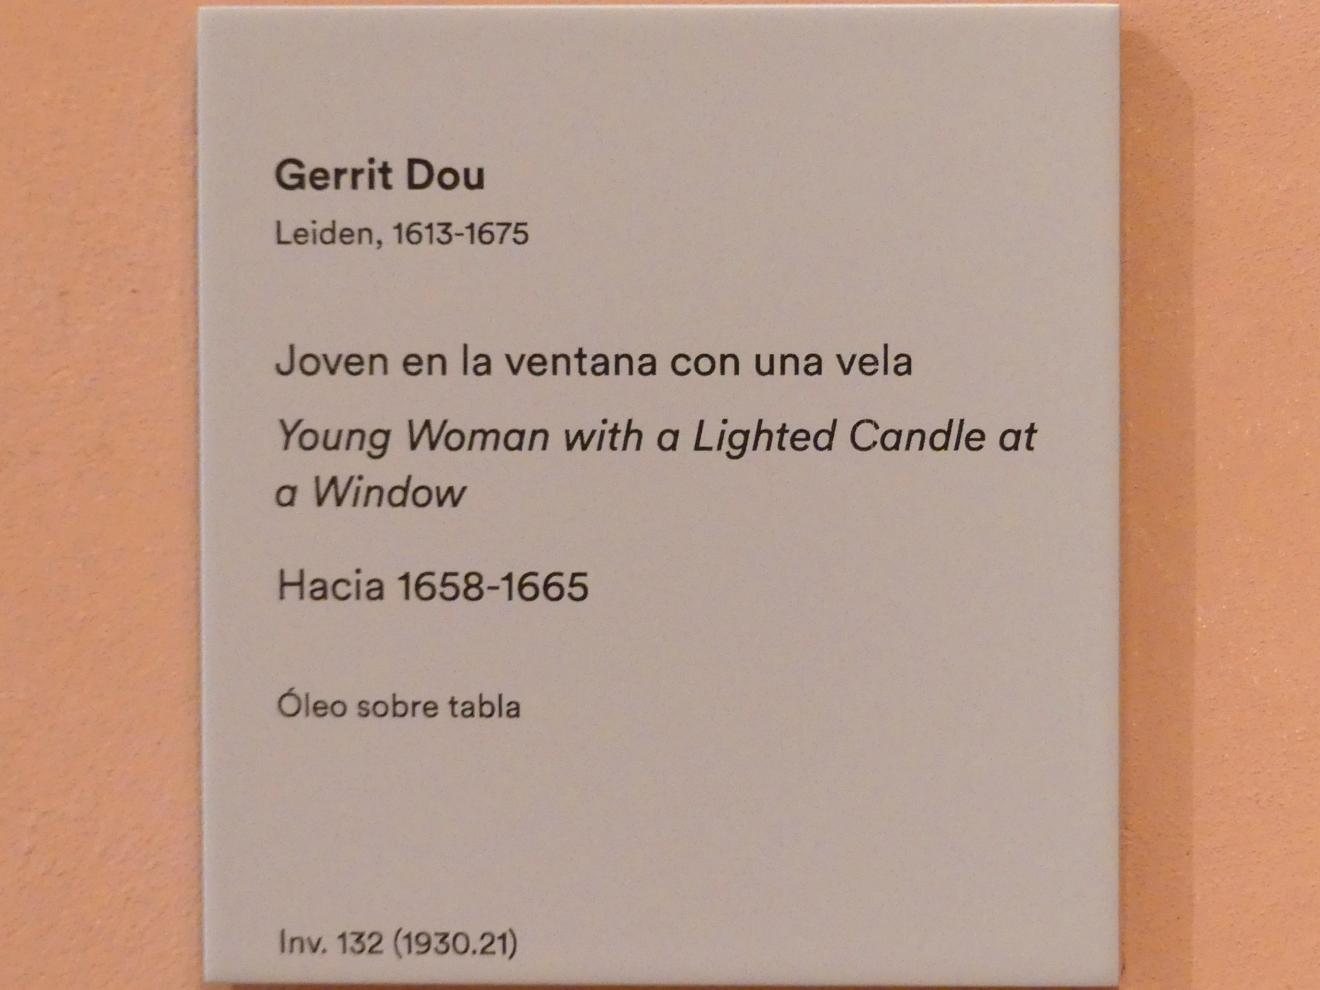 Gerrit Dou
Leiden, 1613-1675
Joven en la ventana con una vela
Young Woman with a Lighted Candle at
a Window
Hacia 1658-1665
Óleo sobre tabla
Inv. 132 (1930.21)